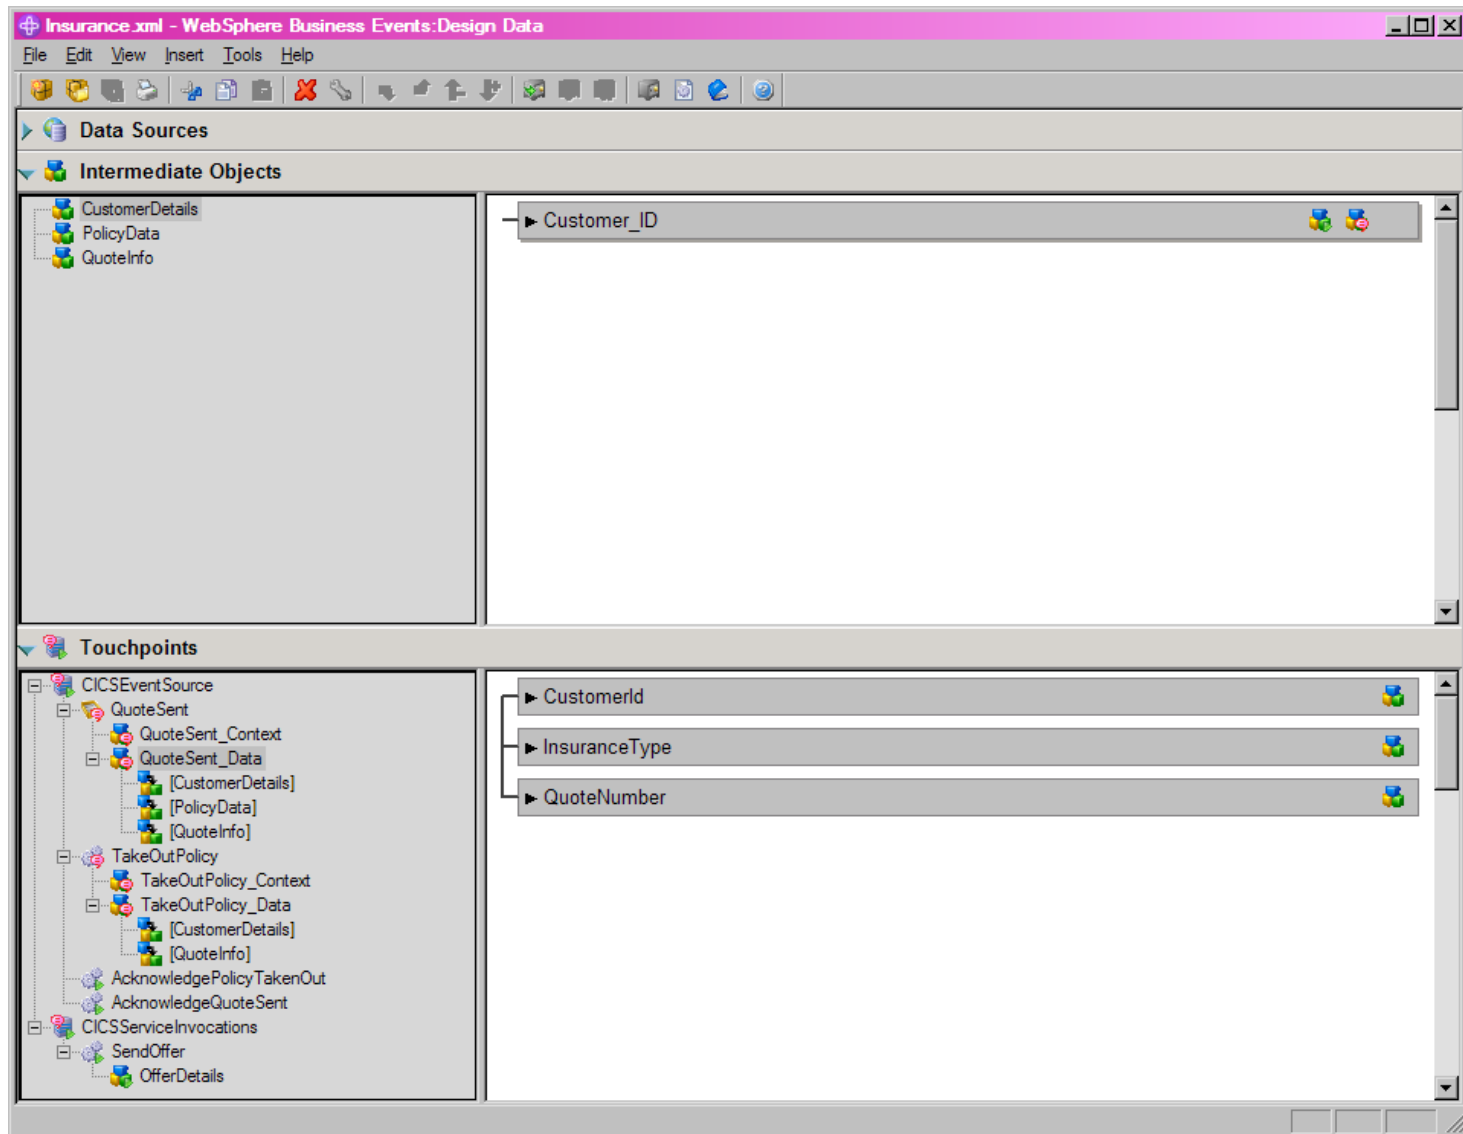 Insurance.xml - WebSphere Business Events:Design Data
File Edit View Insert Tools Help
Data Sources
Intermediate Objects
CustomerDetails
PolicyData
QuoteInfo
Customer_ID
Touchpoints
CICSEventSource
QuoteSent
QuoteSent_Context
QuoteSent_Data
[CustomerDetails]
[PolicyData]
[QuoteInfo]
TakeOutPolicy
TakeOutPolicy_Context
TakeOutPolicy_Data
[CustomerDetails]
[QuoteInfo]
AcknowledgePolicyTakenOut
AcknowledgeQuoteSent
CICSServiceInvocations
SendOffer
OfferDetails
CustomerId
InsuranceType
QuoteNumber